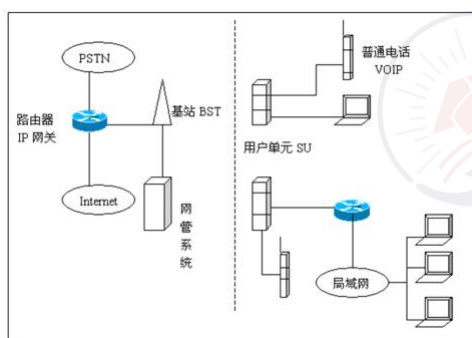 PSTN
路由器
IP 网关
基站 BST
Internet
网
管
系
统
普通电话
VOIP
用户单元 SU
局域网